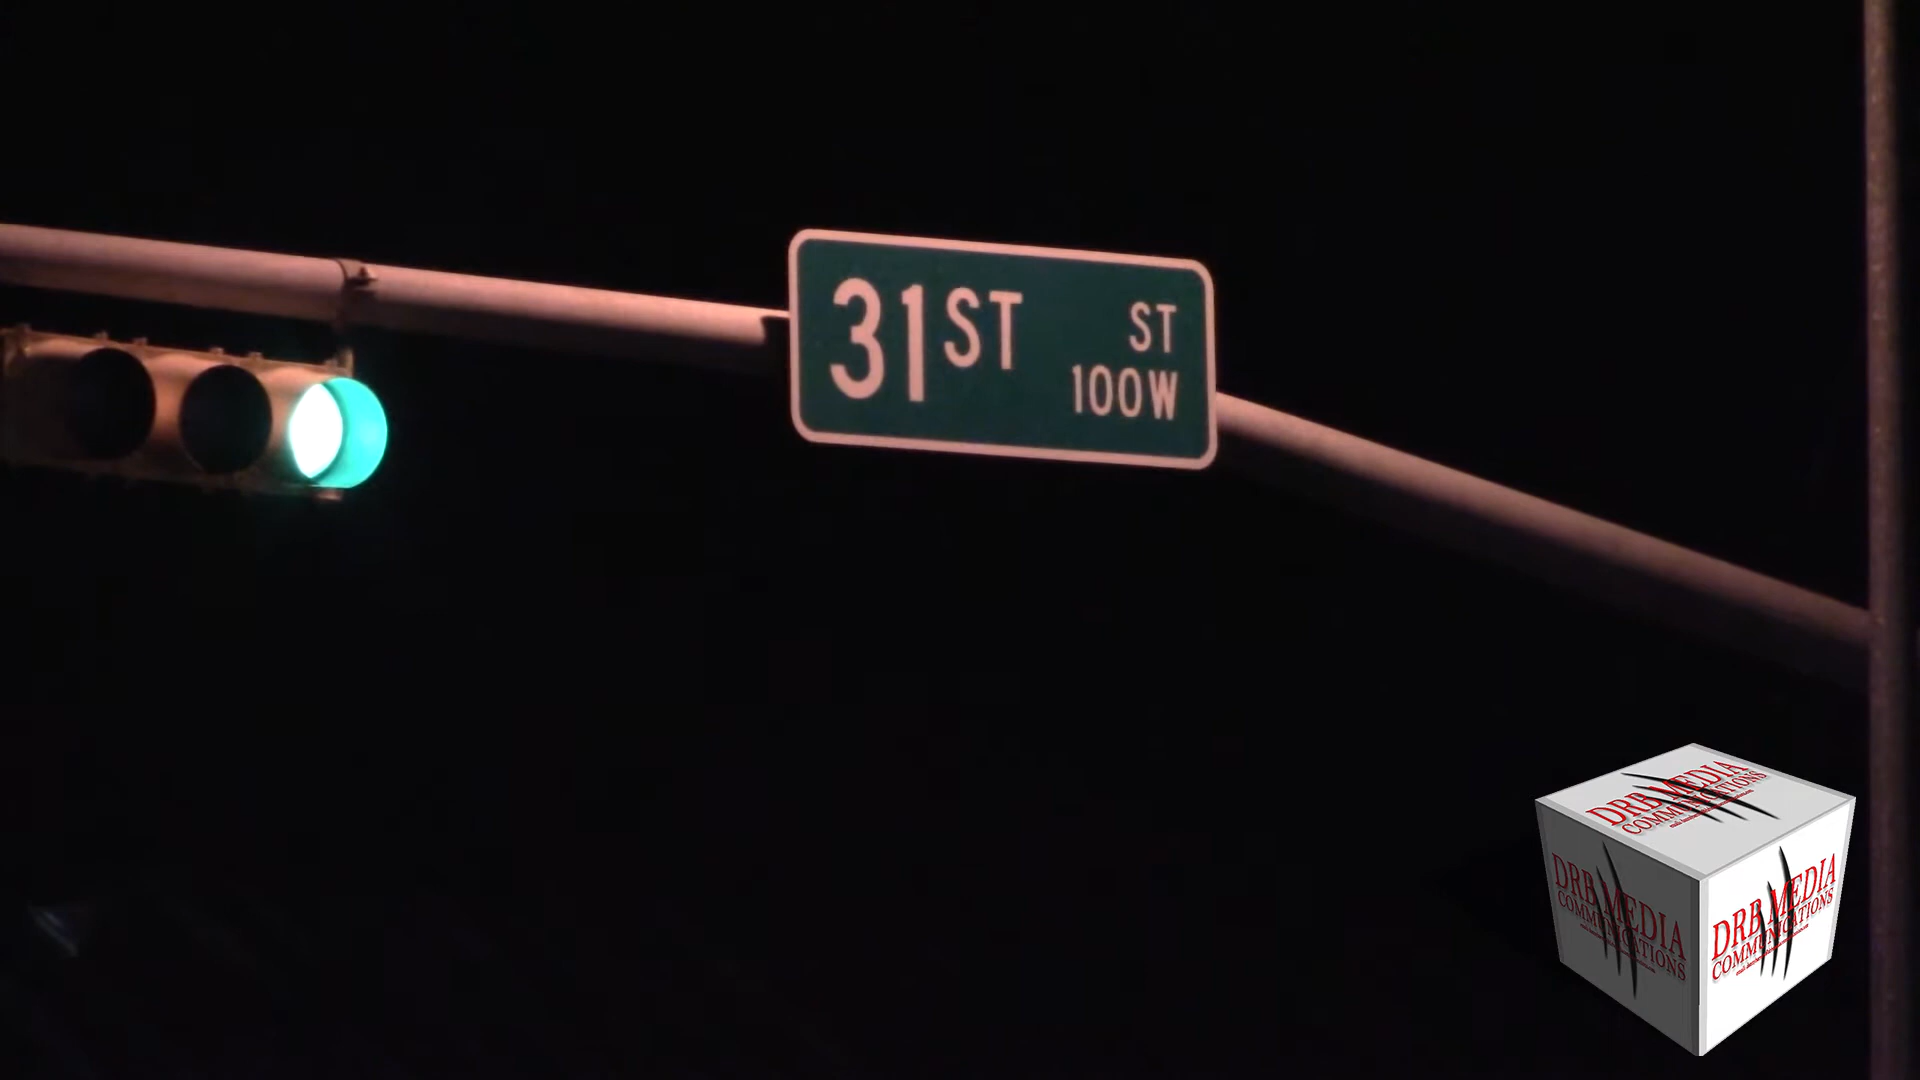 31ST ST
100W
DRB MEDIA
COMMUNICATIONS
DRB MEDIA
COMMUNICATIONS
DRB MEDIA
COMMUNICATIONS